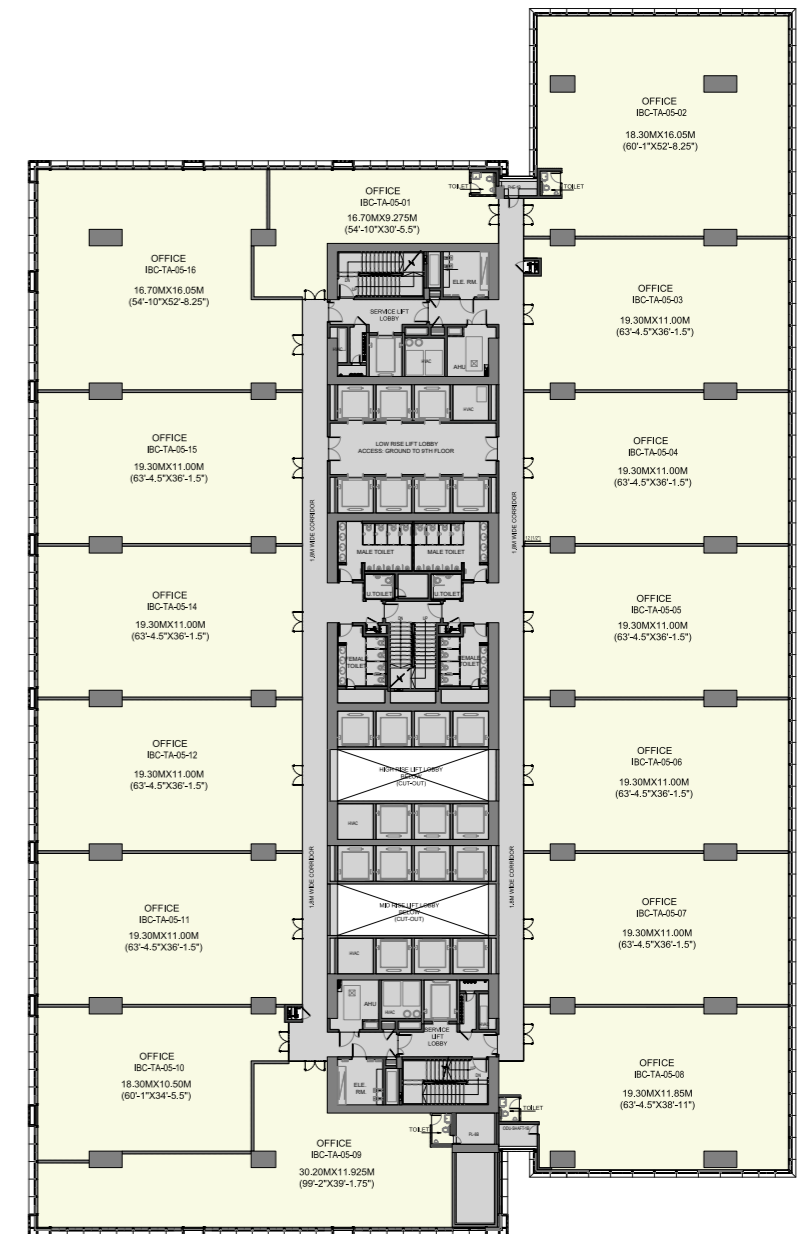 OFFICE
IBC-TA-05-02
18.30MX16.05M
(60'-1"X52'-8.25")
TOILET
TOILET
OFFICE
IBC-TA-05-01
16.70MX9.275M
(54'-10"X30'-5.5")
OFFICE
IBC-TA-05-16
16.70MX16.05M
(54'-10"X52'-8.25")
ELE. RM.
OFFICE
IBC-TA-05-03
19.30MX11.00M
(63'-4.5"X36'-1.5")
SERVICE LIFT
LOBBY
UP
HVAC
HVAC
AHU
HVAC
OFFICE
IBC-TA-05-15
19.30MX11.00M
(63'-4.5"X36'-1.5")
LOW RISE LIFT LOBBY
ACCESS: GROUND TO 9TH FLOOR
OFFICE
IBC-TA-05-04
19.30MX11.00M
(63'-4.5"X36'-1.5")
1.8M WIDE CORRIDOR
1.8M WIDE CORRIDOR
MALE TOILET
MALE TOILET
U.TOILET
U.TOILET
OFFICE
IBC-TA-05-14
19.30MX11.00M
(63'-4.5"X36'-1.5")
DN
UP
OFFICE
IBC-TA-05-05
19.30MX11.00M
(63'-4.5"X36'-1.5")
FEMALE
TOILET
FEMALE
TOILET
OFFICE
IBC-TA-05-12
19.30MX11.00M
(63'-4.5"X36'-1.5")
HIGH RISE LIFT LOBBY
BELOW
(CUT-OUT)
OFFICE
IBC-TA-05-06
19.30MX11.00M
(63'-4.5"X36'-1.5")
HVAC
1.8M WIDE CORRIDOR
1.8M WIDE CORRIDOR
OFFICE
IBC-TA-05-11
19.30MX11.00M
(63'-4.5"X36'-1.5")
MID RISE LIFT LOBBY
BELOW
(CUT-OUT)
OFFICE
IBC-TA-05-07
19.30MX11.00M
(63'-4.5"X36'-1.5")
HVAC
AHU
HVAC
SERVICE
LIFT
LOBBY
OFFICE
IBC-TA-05-10
18.30MX10.50M
(60'-1"X34'-5.5")
ELE.
RM.
DN
OFFICE
IBC-TA-05-08
19.30MX11.85M
(63'-4.5"X38'-11")
TOILET
TOILET
OFFICE
IBC-TA-05-09
30.20MX11.925M
(99'-2"X39'-1.75")